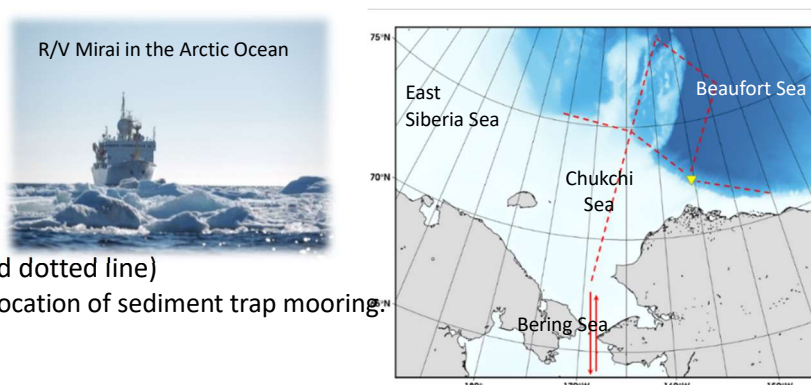 R/V Mirai in the Arctic Ocean
d dotted line)
ocation of sediment trap mooring.
75°N
East
Siberia Sea
Beaufort Sea
Chukchi
Sea
70°N
Bering Sea